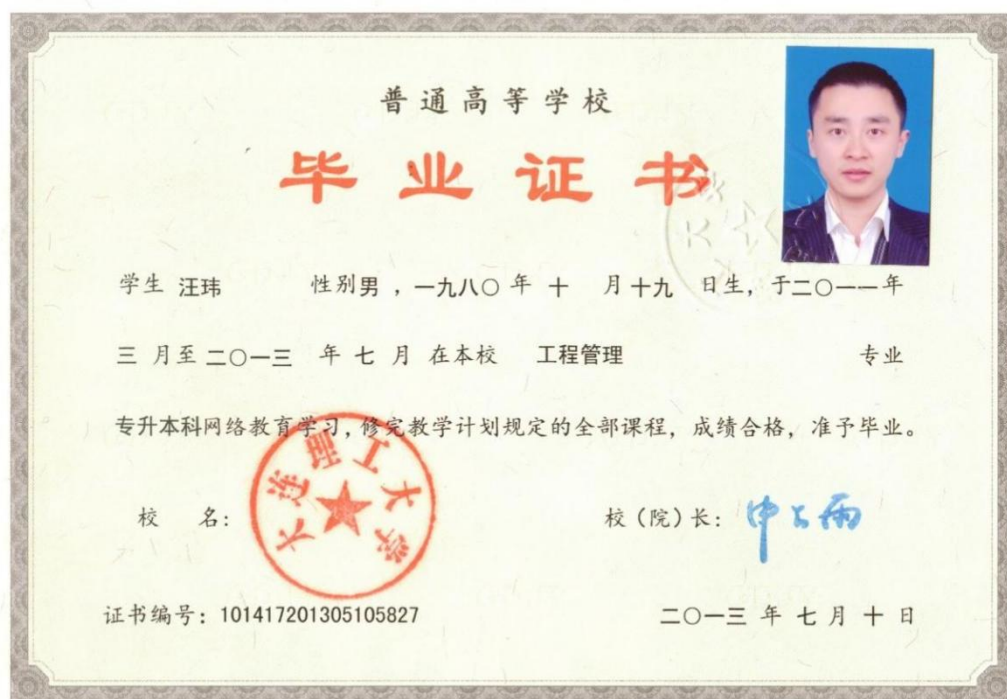 普通高等学校
毕业证书
学生 汪玮 性别男，一九八〇年 十 月十九 日生，于二〇一一年
三 月至 二〇一三 年 七 月 在本校 工程管理 专业
专升本科网络教育学习，修完教学计划规定的全部课程，成绩合格，准予毕业。
大连理工大学
校 名： 校（院）长： 申长雨
证书编号：101417201305105827 二〇一三 年 七 月 十 日